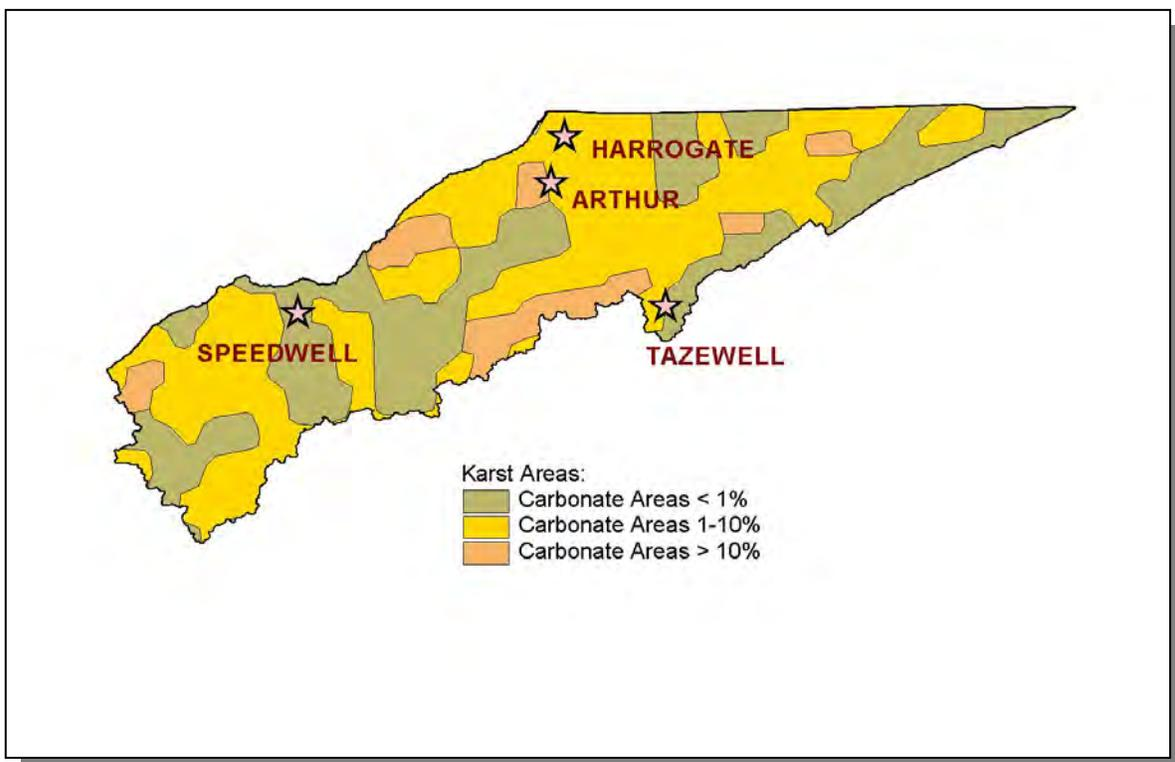 HARROGATE
ARTHUR
SPEEDWELL
TAZEWELL
Karst Areas:
Carbonate Areas < 1%
Carbonate Areas 1-10%
Carbonate Areas > 10%